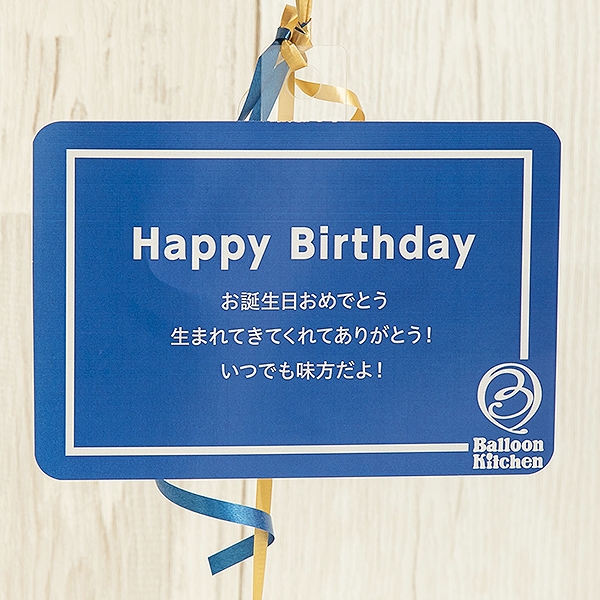 Happy Birthday
お誕生日おめでとう
生まれてきてくれてありがとう!
いつでも味方だよ!
Balloon
Kitchen